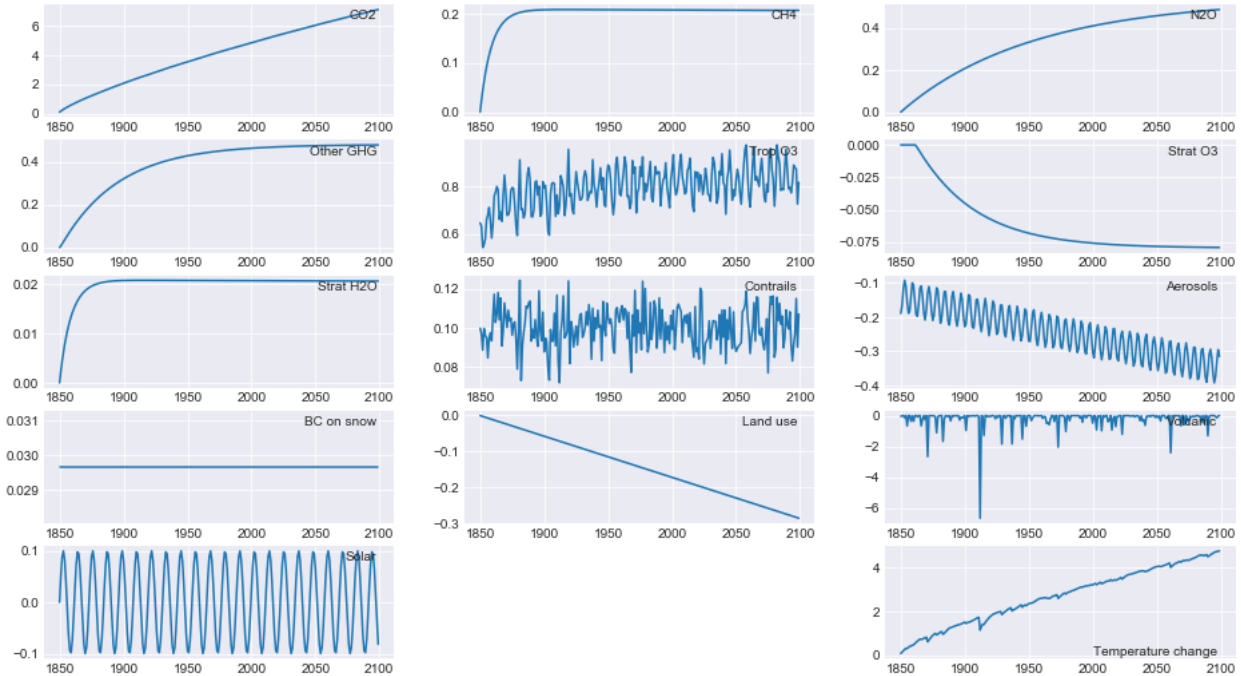 CO2
6
4
2
0
1850 1900 1950 2000 2050 2100
CH4
0.2
0.1
0.0
1850 1900 1950 2000 2050 2100
N2O
0.4
0.2
0.0
1850 1900 1950 2000 2050 2100
Other GHG
0.4
0.2
0.0
1850 1900 1950 2000 2050 2100
Trop O3
0.8
0.6
1850 1900 1950 2000 2050 2100
Strat O3
0.000
−0.025
−0.050
−0.075
1850 1900 1950 2000 2050 2100
Strat H2O
0.02
0.01
0.00
1850 1900 1950 2000 2050 2100
Contrails
0.12
0.10
0.08
1850 1900 1950 2000 2050 2100
Aerosols
−0.1
−0.2
−0.3
−0.4
1850 1900 1950 2000 2050 2100
BC on snow
0.031
0.030
0.029
1850 1900 1950 2000 2050 2100
Land use
0.0
−0.1
−0.2
−0.3
1850 1900 1950 2000 2050 2100
Volcanic
0
−2
−4
−6
1850 1900 1950 2000 2050 2100
Solar
0.1
0.0
−0.1
1850 1900 1950 2000 2050 2100
4
2
0
Temperature change
1850 1900 1950 2000 2050 2100